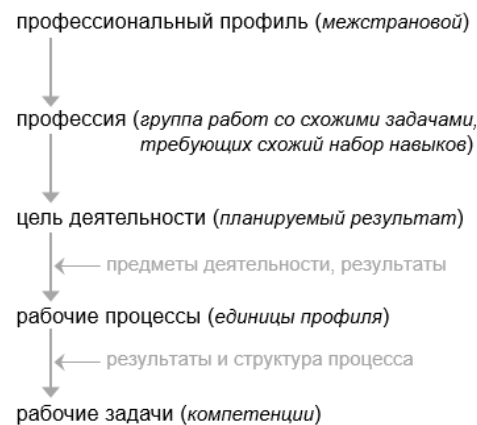 профессиональный профиль (межстрановой)
профессия (группа работ со схожими задачами,
требующих схожий набор навыков)
цель деятельности (планируемый результат)
предметы деятельности, результаты
рабочие процессы (единицы профиля)
результаты и структура процесса
рабочие задачи (компетенции)